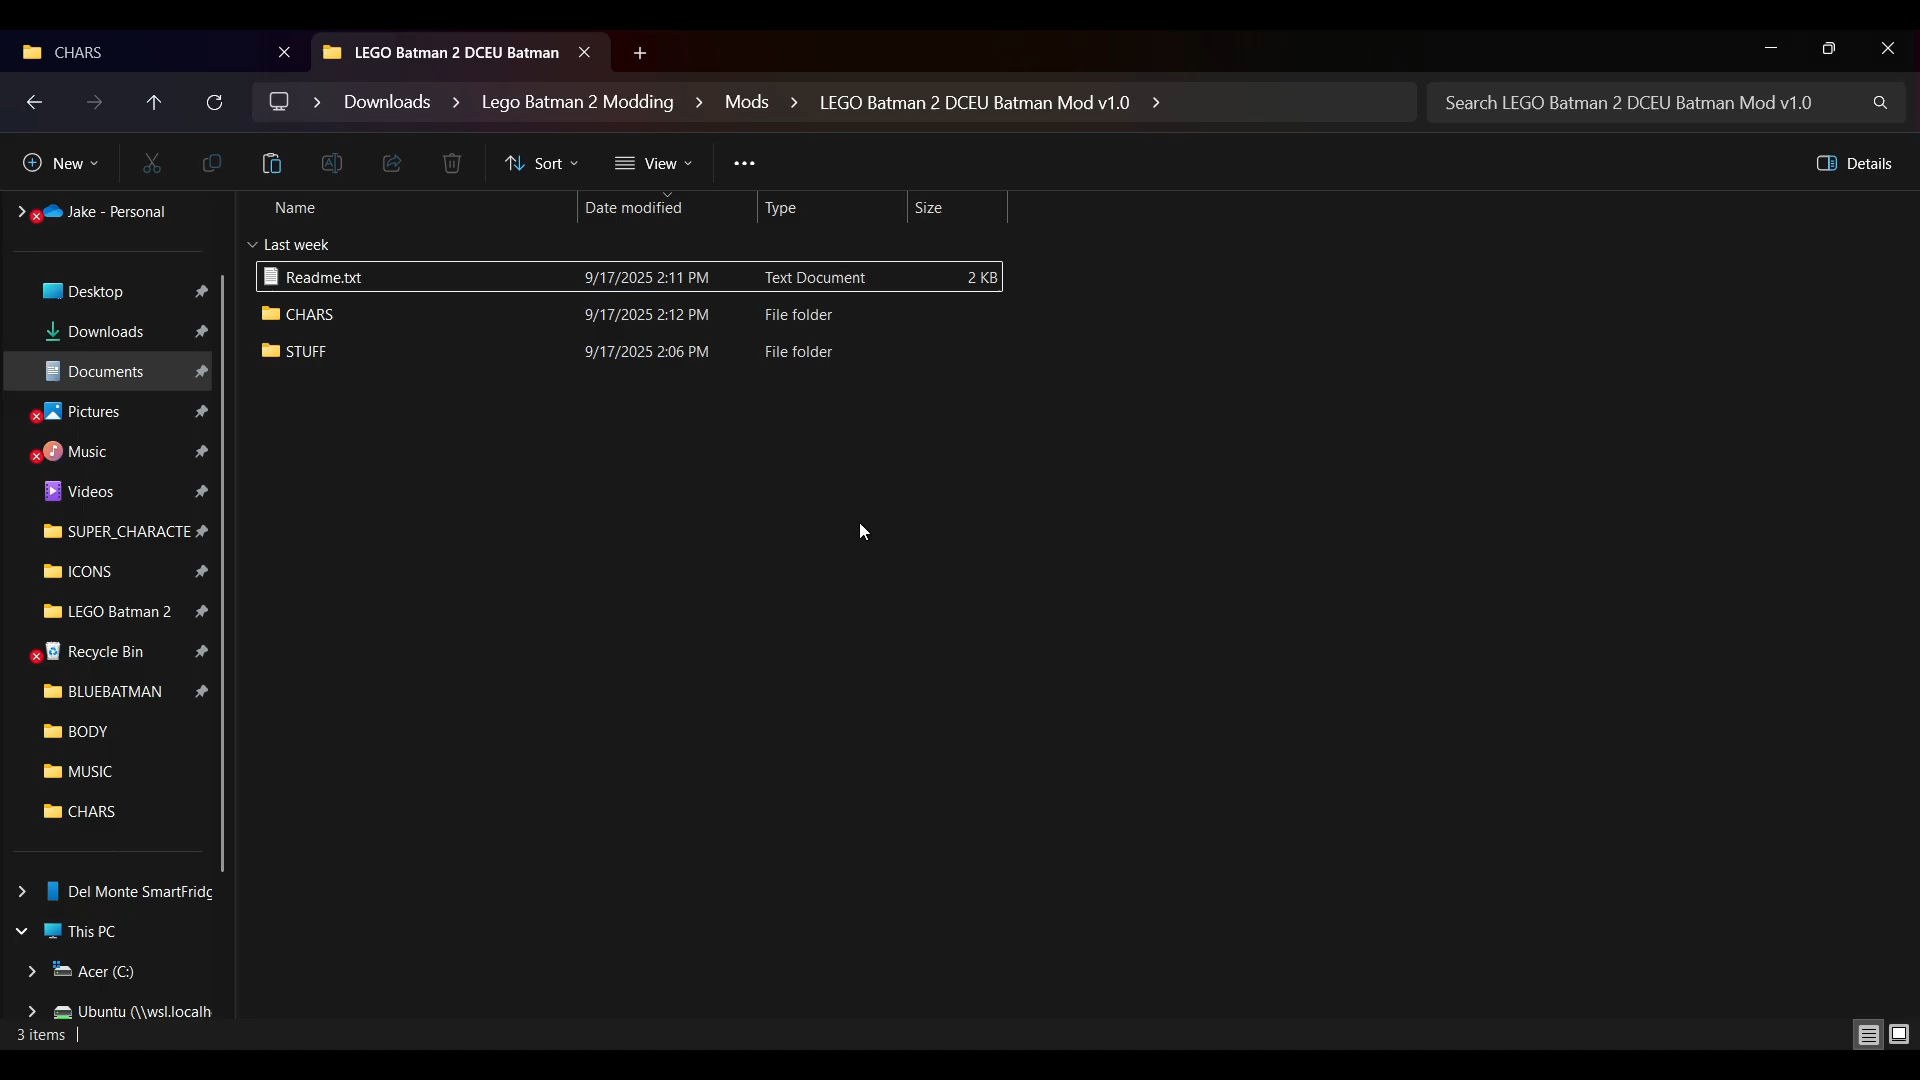 CHARS
LEGO Batman 2 DCEU Batman
Downloads > Lego Batman 2 Modding > Mods > LEGO Batman 2 DCEU Batman Mod v1.0 >
Search LEGO Batman 2 DCEU Batman Mod v1.0
New
Sort
View
Details
Jake - Personal
Desktop
Downloads
Documents
Pictures
Music
Videos
SUPER_CHARACTE
ICONS
LEGO Batman 2
Recycle Bin
BLUEBATMAN
BODY
MUSIC
CHARS
Del Monte SmartFridg
This PC
Acer (C:)
Ubuntu (\\wsl.localh
Name Date modified Type Size
Last week
Readme.txt 9/17/2025 2:11 PM Text Document 2 KB
CHARS 9/17/2025 2:12 PM File folder
STUFF 9/17/2025 2:06 PM File folder
3 items